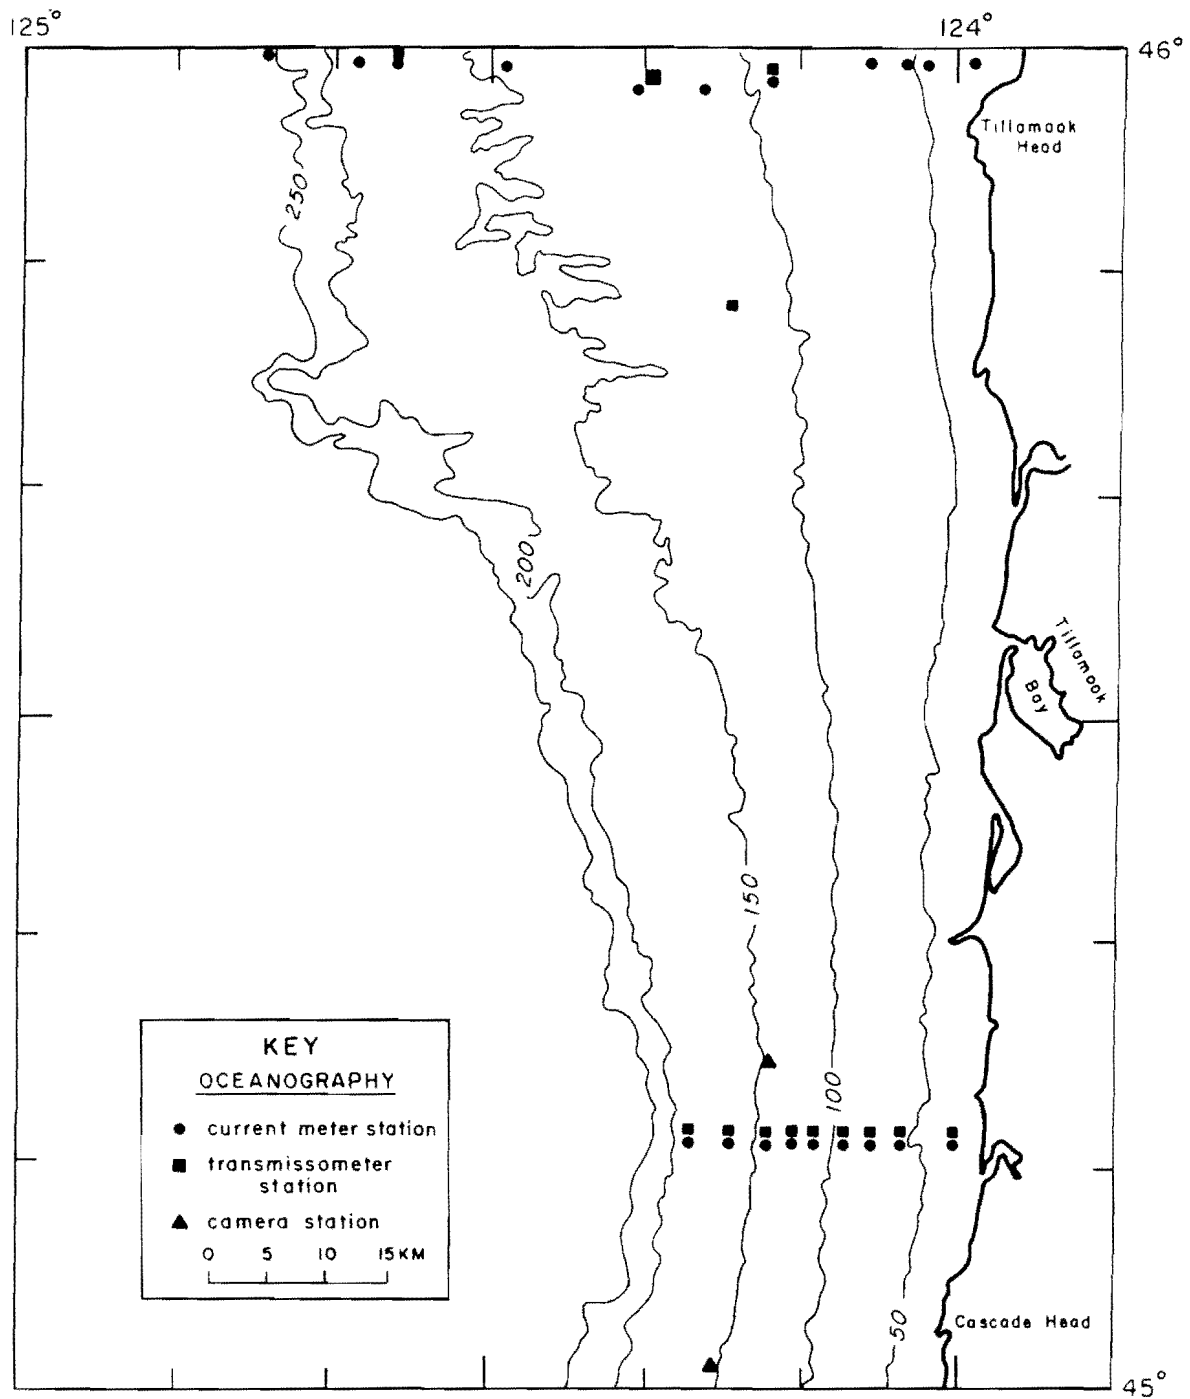 125°
124°
46°
Tillamook
Head
250
200
Tillamook
Bay
150
100
KEY
OCEANOGRAPHY
current meter station
transmissometer
station
camera station
0 5 10 15 KM
50
Cascade Head
45°